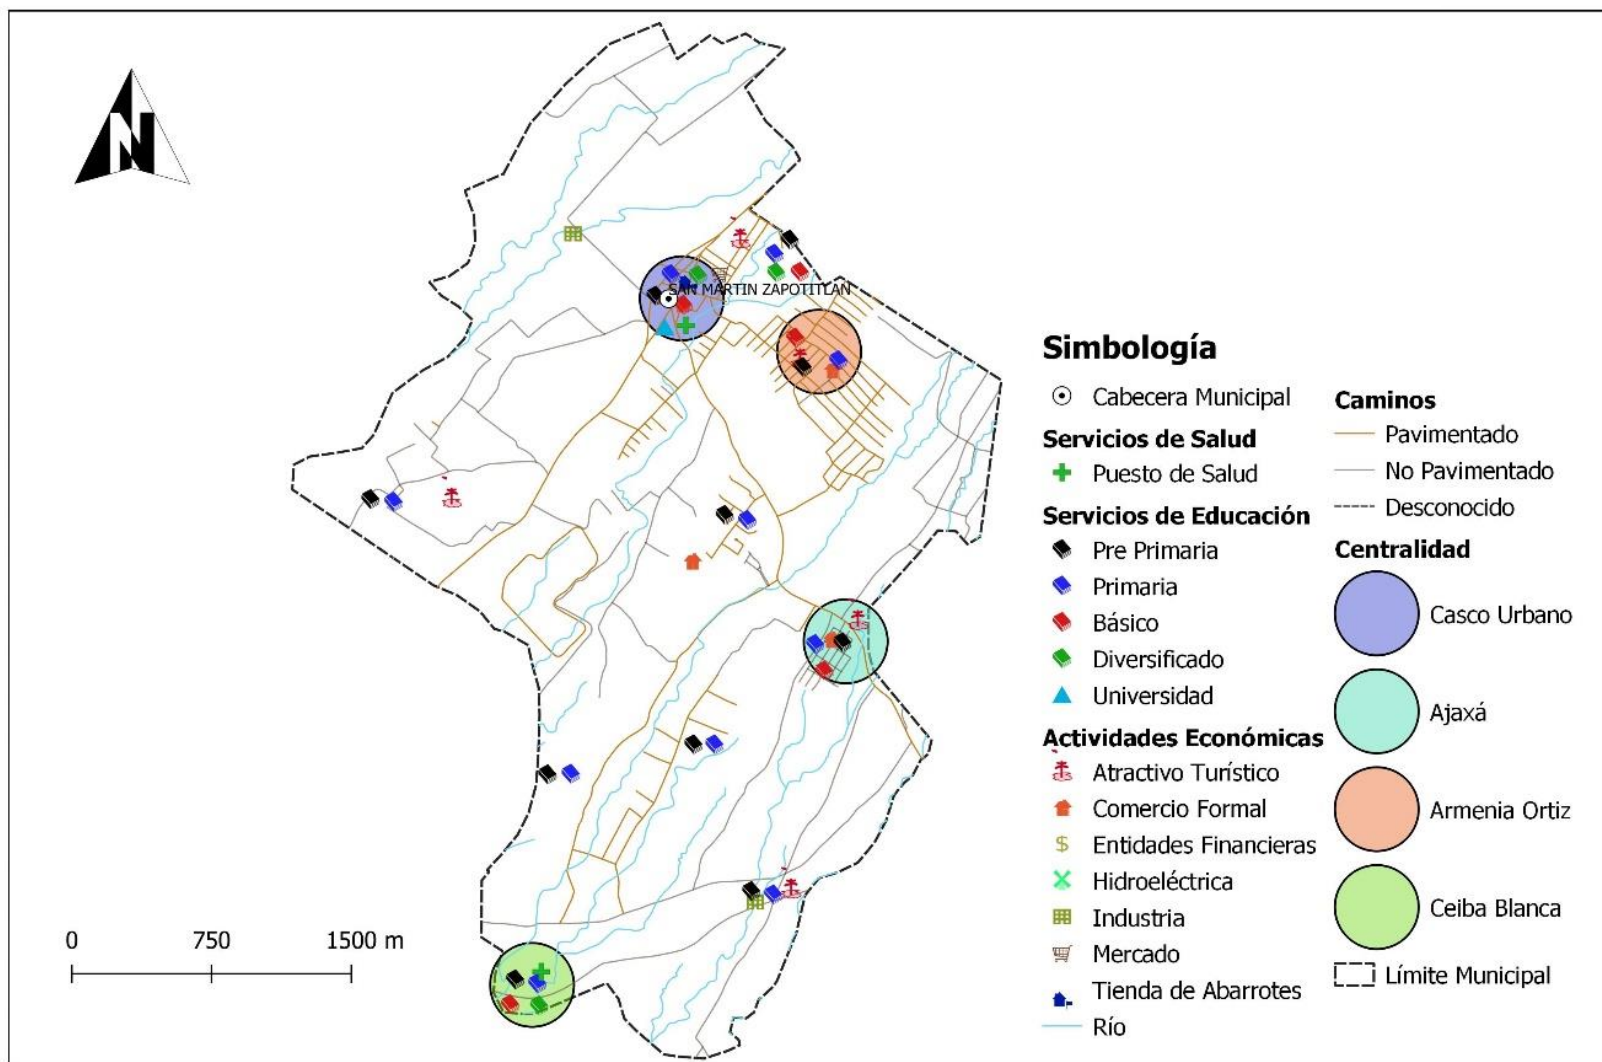 N
SAN MARTIN ZAPOTITLAN
0 750 1500 m
Simbología
Cabecera Municipal
Servicios de Salud
Puesto de Salud
Servicios de Educación
Pre Primaria
Primaria
Básico
Diversificado
Universidad
Actividades Económicas
Atractivo Turístico
Comercio Formal
Entidades Financieras
Hidroeléctrica
Industria
Mercado
Tienda de Abarrotes
Río
Caminos
Pavimentado
No Pavimentado
Desconocido
Centralidad
Casco Urbano
Ajaxá
Armenia Ortiz
Ceiba Blanca
Límite Municipal